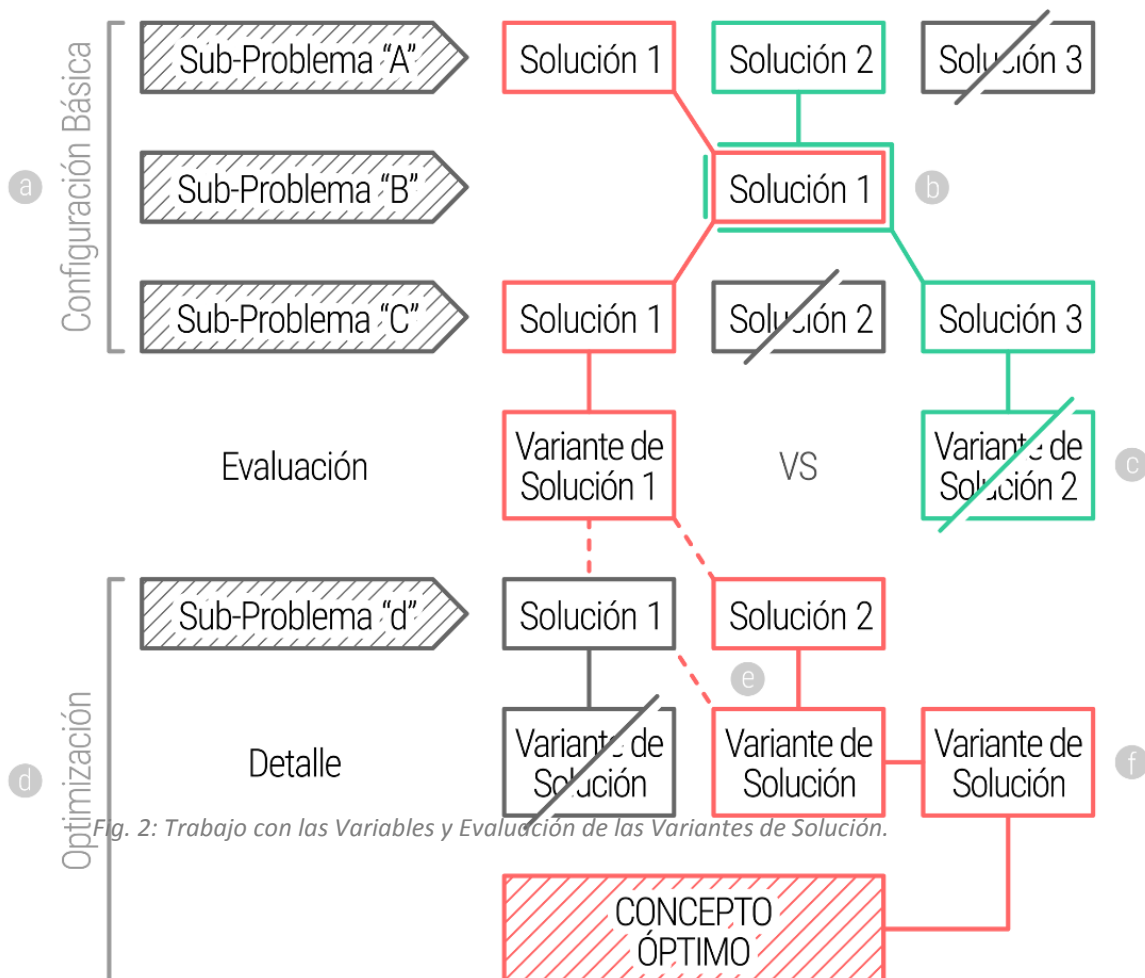 Configuración Básica
Sub-Problema "A"
Solución 1
Solución 2
Solución 3
a
Sub-Problema "B"
Solución 1
b
Sub-Problema "C"
Solución 1
Solución 2
Solución 3
Evaluación
Variante de
Solución 1
VS
Variante de
Solución 2
c
Optimización
Sub-Problema "d"
Solución 1
Solución 2
e
d
Detalle
Variante de
Solución
Variante de
Solución
Variante de
Solución
f
Fig. 2: Trabajo con las Variables y Evaluación de las Variantes de Solución.
CONCEPTO
ÓPTIMO